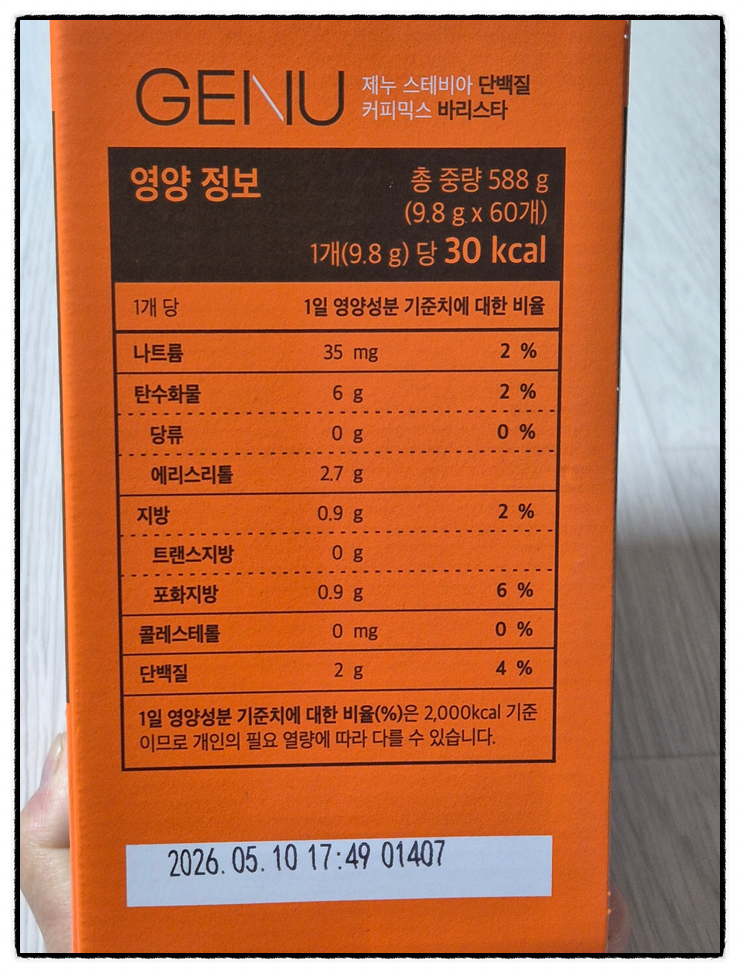 GENU 제누 스테비아 단백질
커피믹스 바리스타
영양 정보
총 중량 588 g
(9.8 g x 60개)
1개(9.8 g) 당 30 kcal
1개 당 1일 영양성분 기준치에 대한 비율
나트륨 35 mg 2 %
탄수화물 6 g 2 %
당류 0 g 0 %
에리스리톨 2.7 g
지방 0.9 g 2 %
트랜스지방 0 g
포화지방 0.9 g 6 %
콜레스테롤 0 mg 0 %
단백질 2 g 4 %
1일 영양성분 기준치에 대한 비율(%)은 2,000kcal 기준
이므로 개인의 필요 열량에 따라 다를 수 있습니다.
2026.05.10 17:49 01407